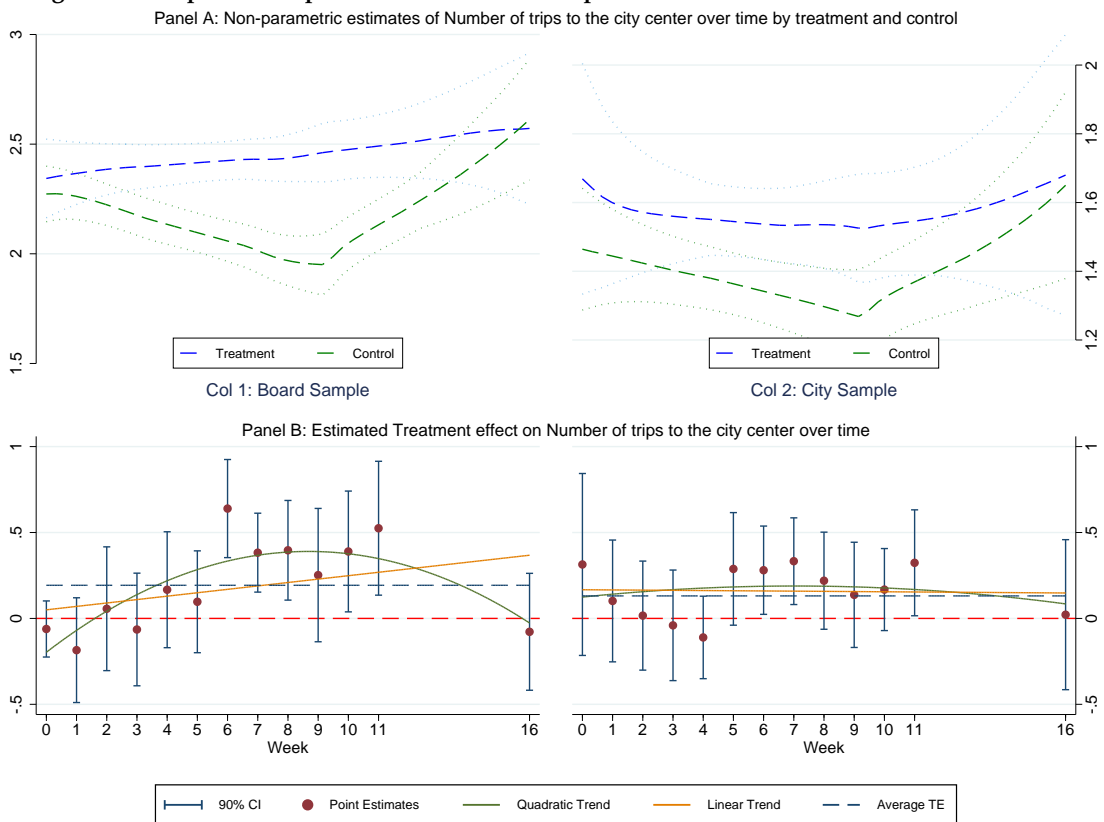 Panel A: Non-parametric estimates of Number of trips to the city center over time by treatment and control
3
2.5
2
1.5
Treatment Control
Col 1: Board Sample
2
1.8
1.6
1.4
1.2
Treatment Control
Col 2: City Sample
Panel B: Estimated Treatment effect on Number of trips to the city center over time
1
.5
0
-.5
0 1 2 3 4 5 6 7 8 9 10 11 16
Week
1
.5
0
-.5
0 1 2 3 4 5 6 7 8 9 10 11 16
Week
90% CI Point Estimates Quadratic Trend Linear Trend Average TE